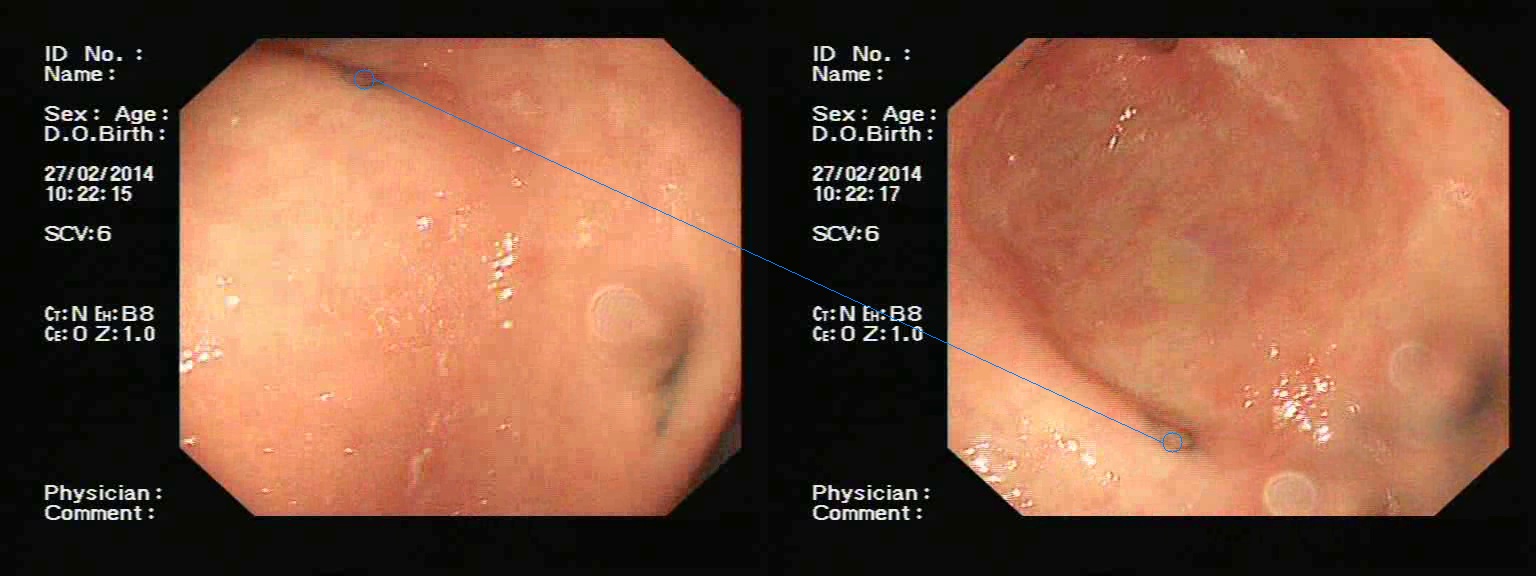 ID No. :
Name:
Sex: Age:
D.O.Birth:
27/02/2014
10:22:15
SCV:6
CT:N EH:B8
CE:0 Z:1.0
Physician:
Comment:
ID No. :
Name:
Sex: Age:
D.O.Birth:
27/02/2014
10:22:17
SCV:6
CT:N EH:B8
CE:0 Z:1.0
Physician:
Comment: